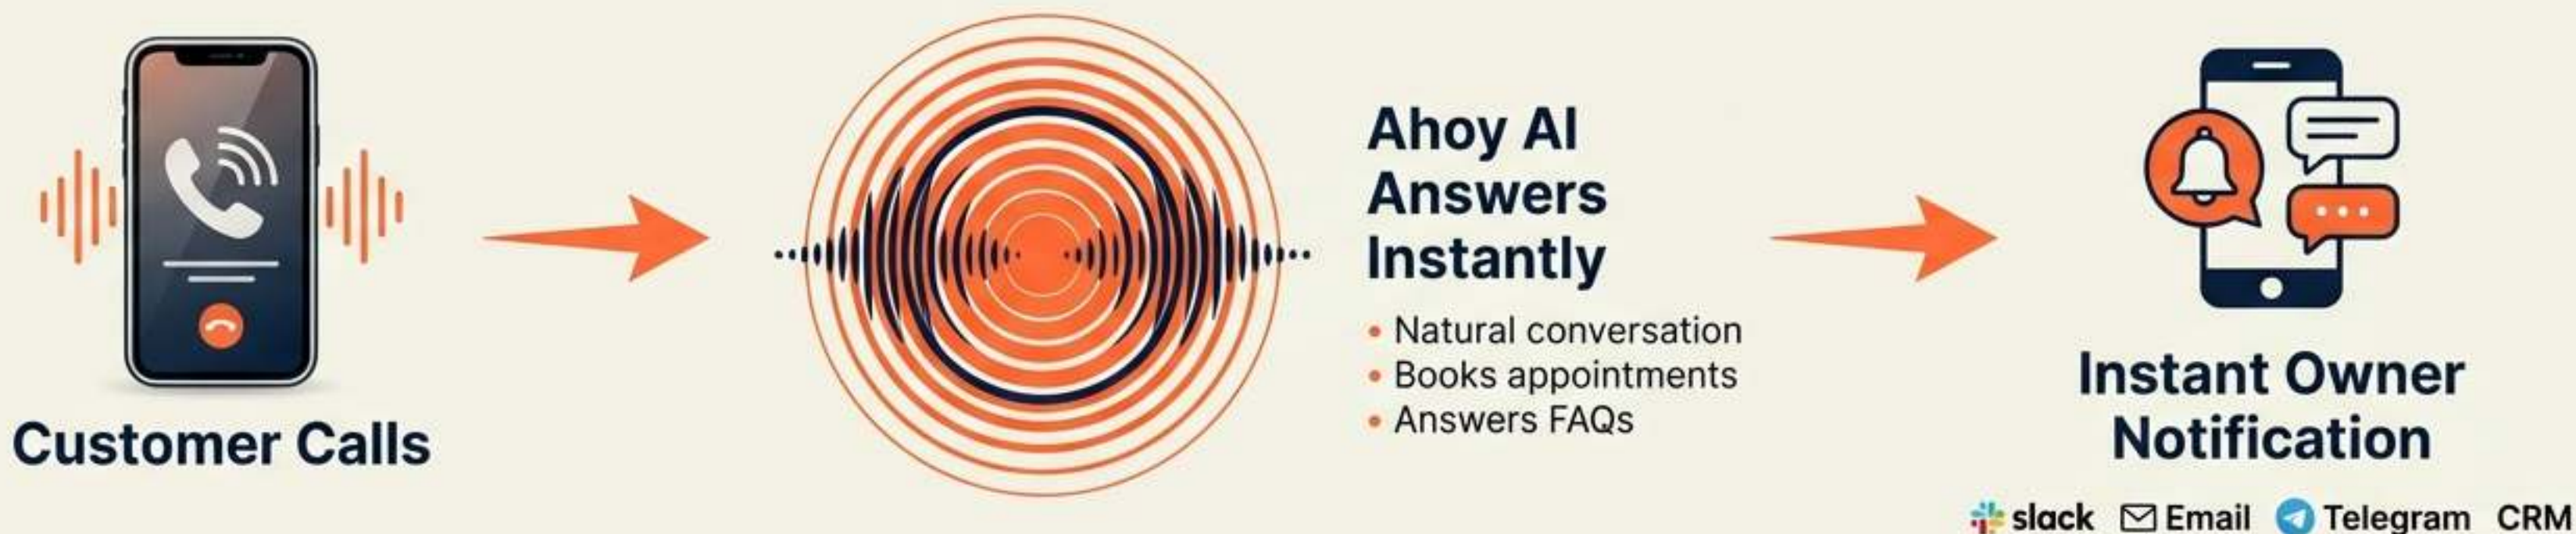 Customer Calls
Ahoy AI
Answers
Instantly
• Natural conversation
• Books appointments
• Answers FAQs
Instant Owner
Notification
slack Email Telegram CRM